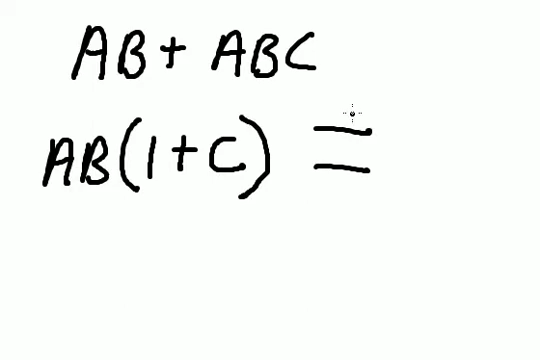 AB + ABC
AB(1 + C) =